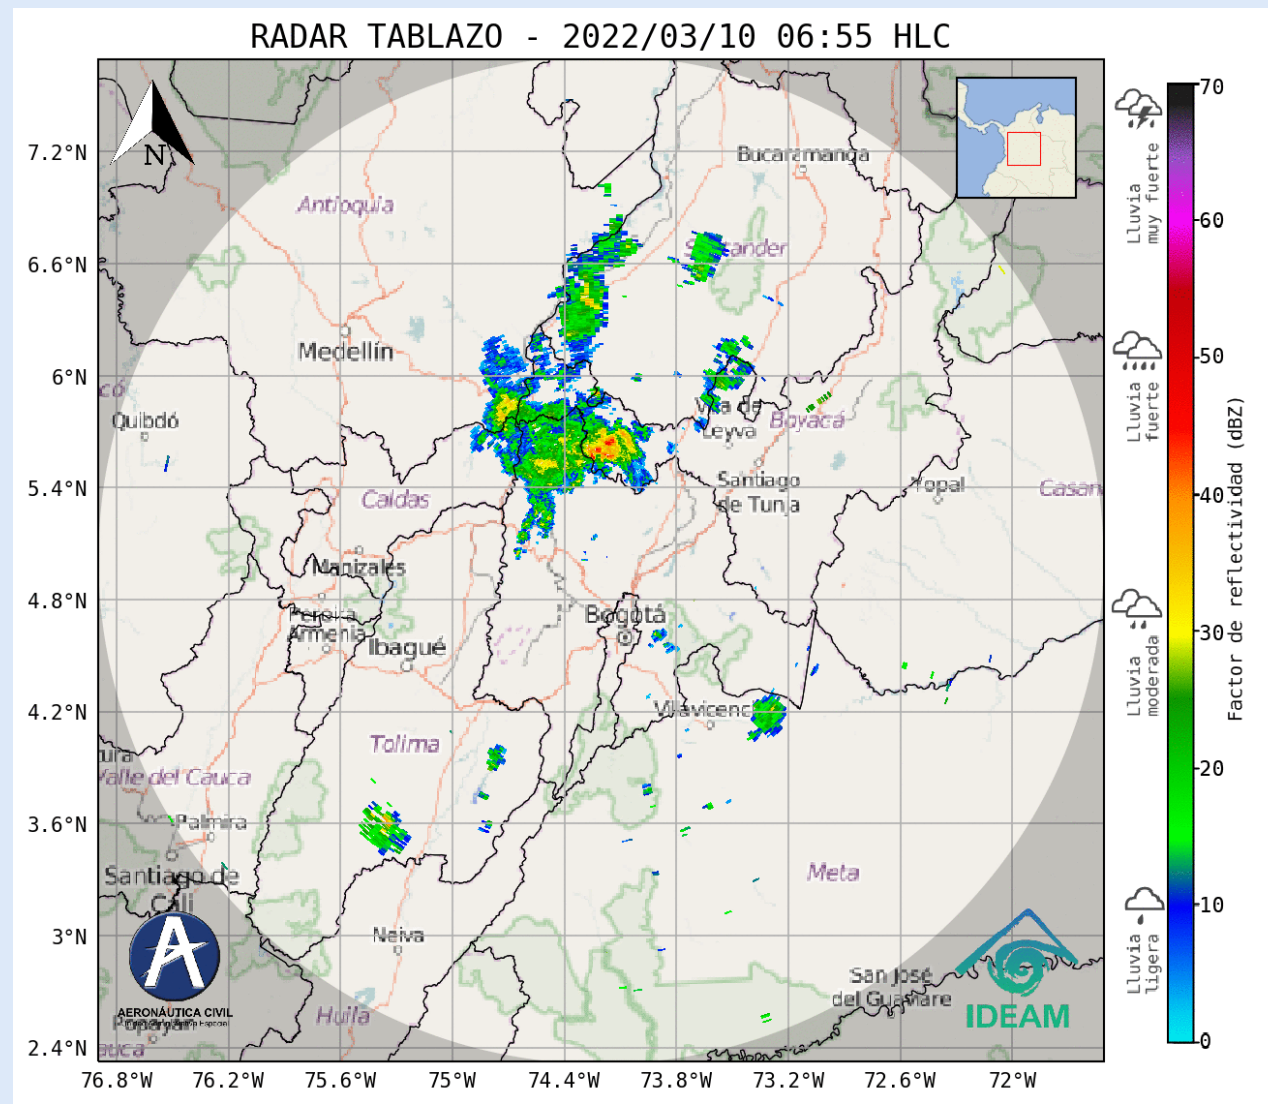 RADAR TABLAZO - 2022/03/10 06:55 HLC
N
7.2°N
6.6°N
6°N
5.4°N
4.8°N
4.2°N
3.6°N
3°N
2.4°N
76.8°W
76.2°W
75.6°W
75°W
74.4°W
73.8°W
73.2°W
72.6°W
72°W
Bucaramanga
Antioquia
Medellín
Quibdó
Caldas
Boyacá
Leyva
Santiago
de Tunja
Yopal
Casan
Manizales
Pereira
Armenia
Ibagué
Bogotá
Tolima
Valle del Cauca
Palmira
Santiago de
Cali
Neiva
Huila
Meta
San José
del Guaviare
AERONÁUTICA CIVIL
IDEAM
70
60
50
40
30
20
10
0
Factor de reflectividad (dBZ)
Lluvia
muy fuerte
Lluvia
fuerte
Lluvia
moderada
Lluvia
ligera